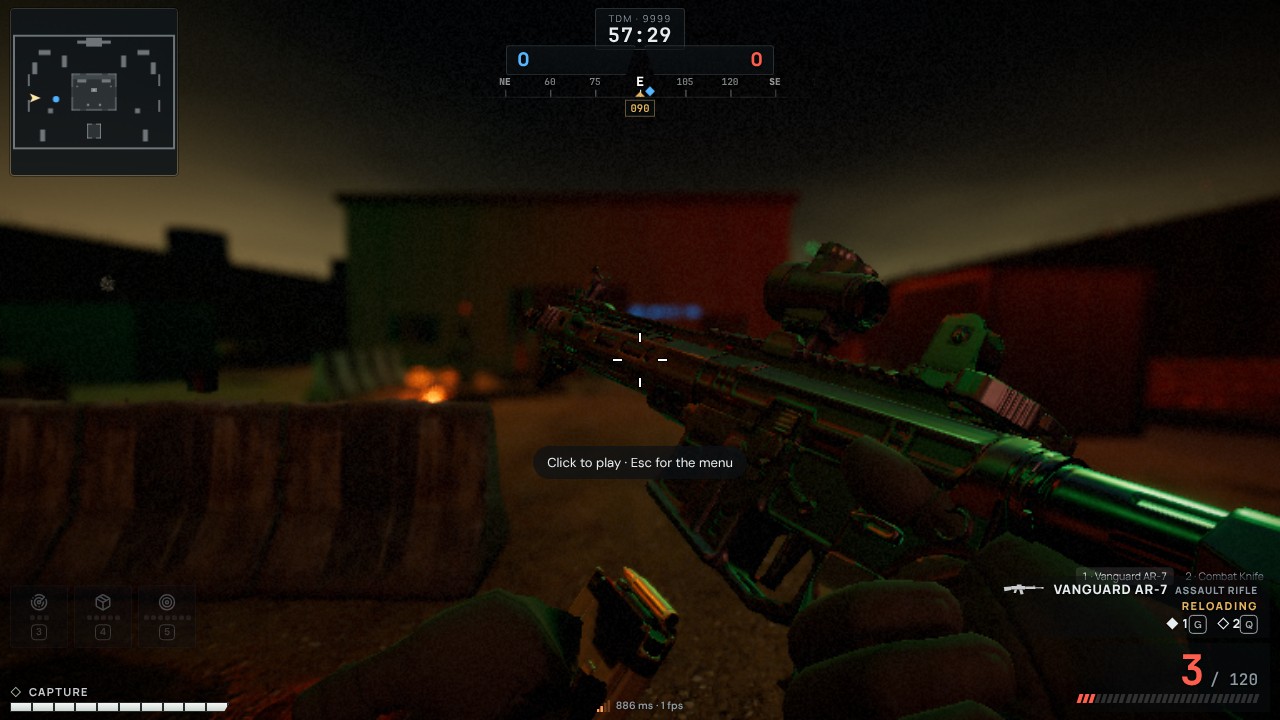 TDM · 9999
57:29
0 0
NE 60 75 E 105 120 SE
090
Click to play · Esc for the menu
1 · Vanguard AR-7 2 · Combat Knife
VANGUARD AR-7 ASSAULT RIFLE
RELOADING
1 G 2 Q
3 4 5
3 / 120
CAPTURE
886 ms · 1 fps